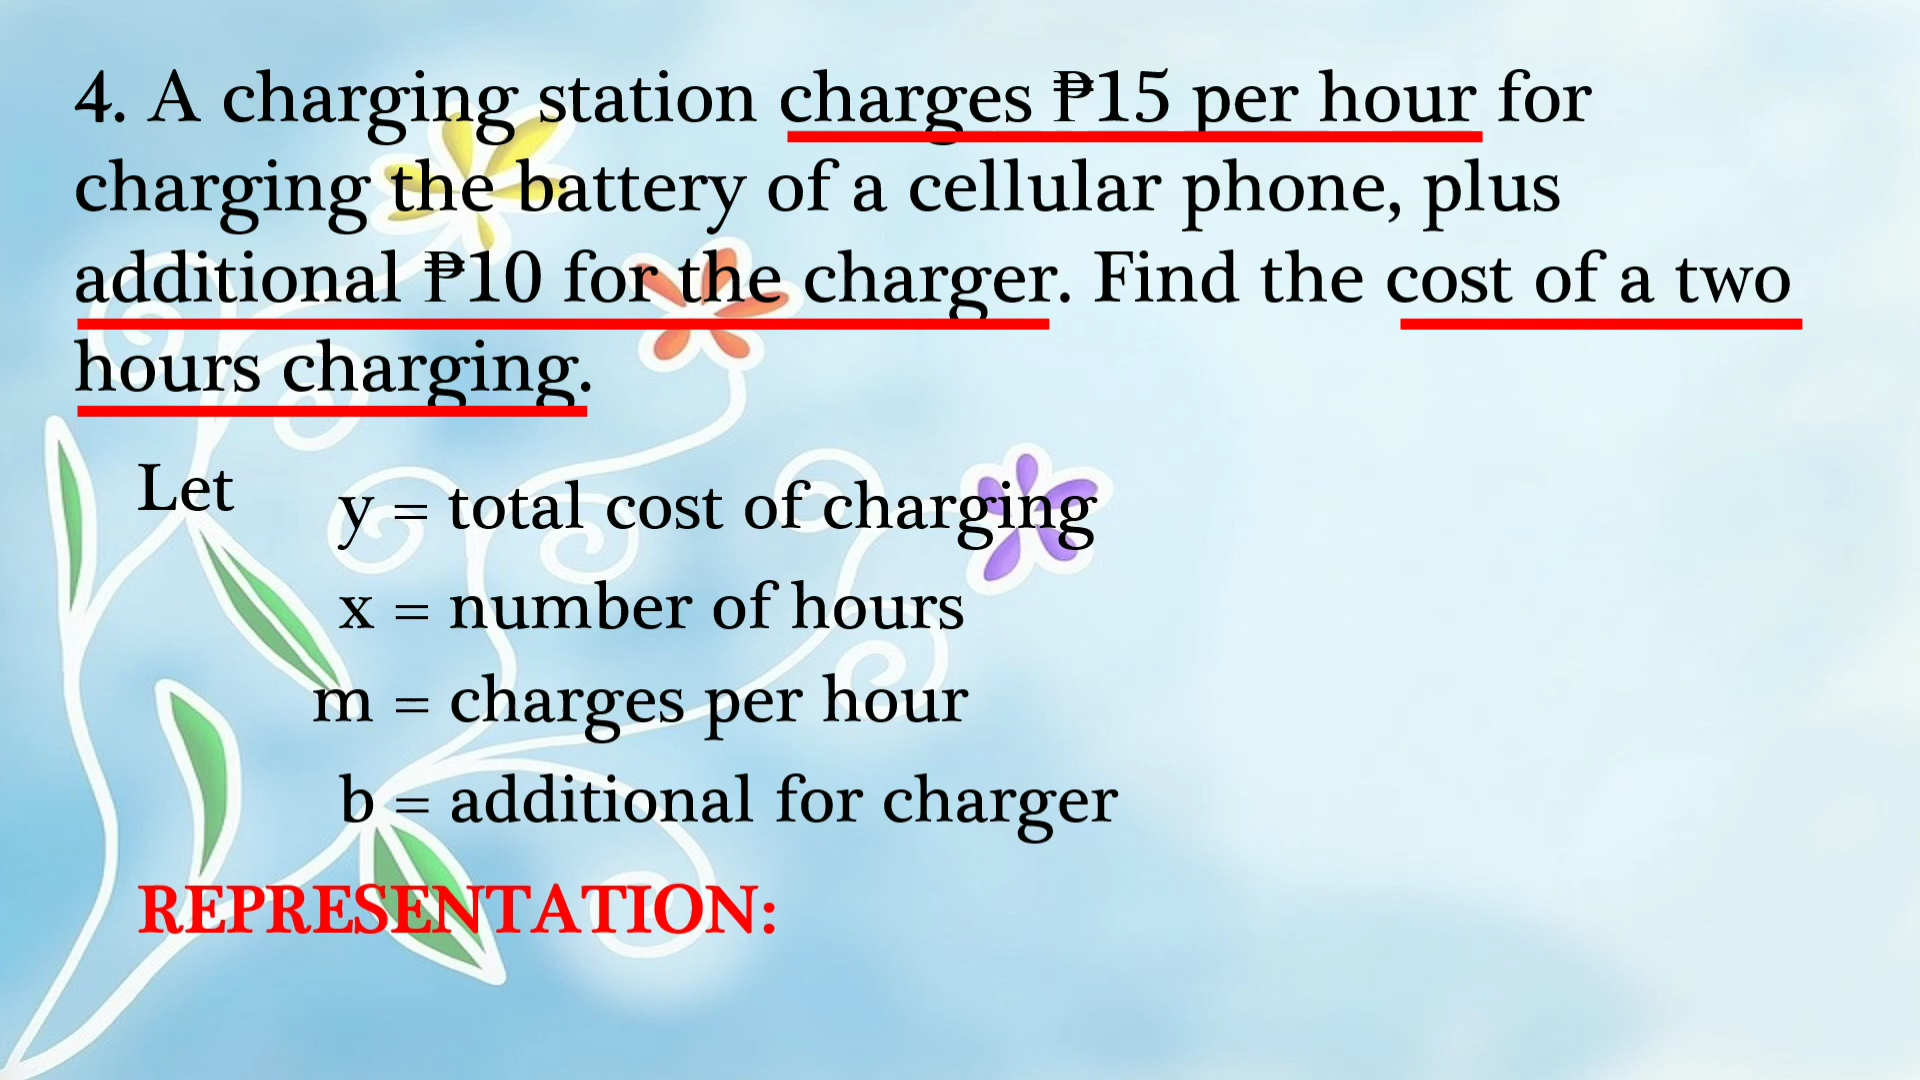 4. A charging station charges ₱15 per hour for
charging the battery of a cellular phone, plus
additional ₱10 for the charger. Find the cost of a two
hours charging.
Let
y = total cost of charging
x = number of hours
m = charges per hour
b = additional for charger
REPRESENTATION: